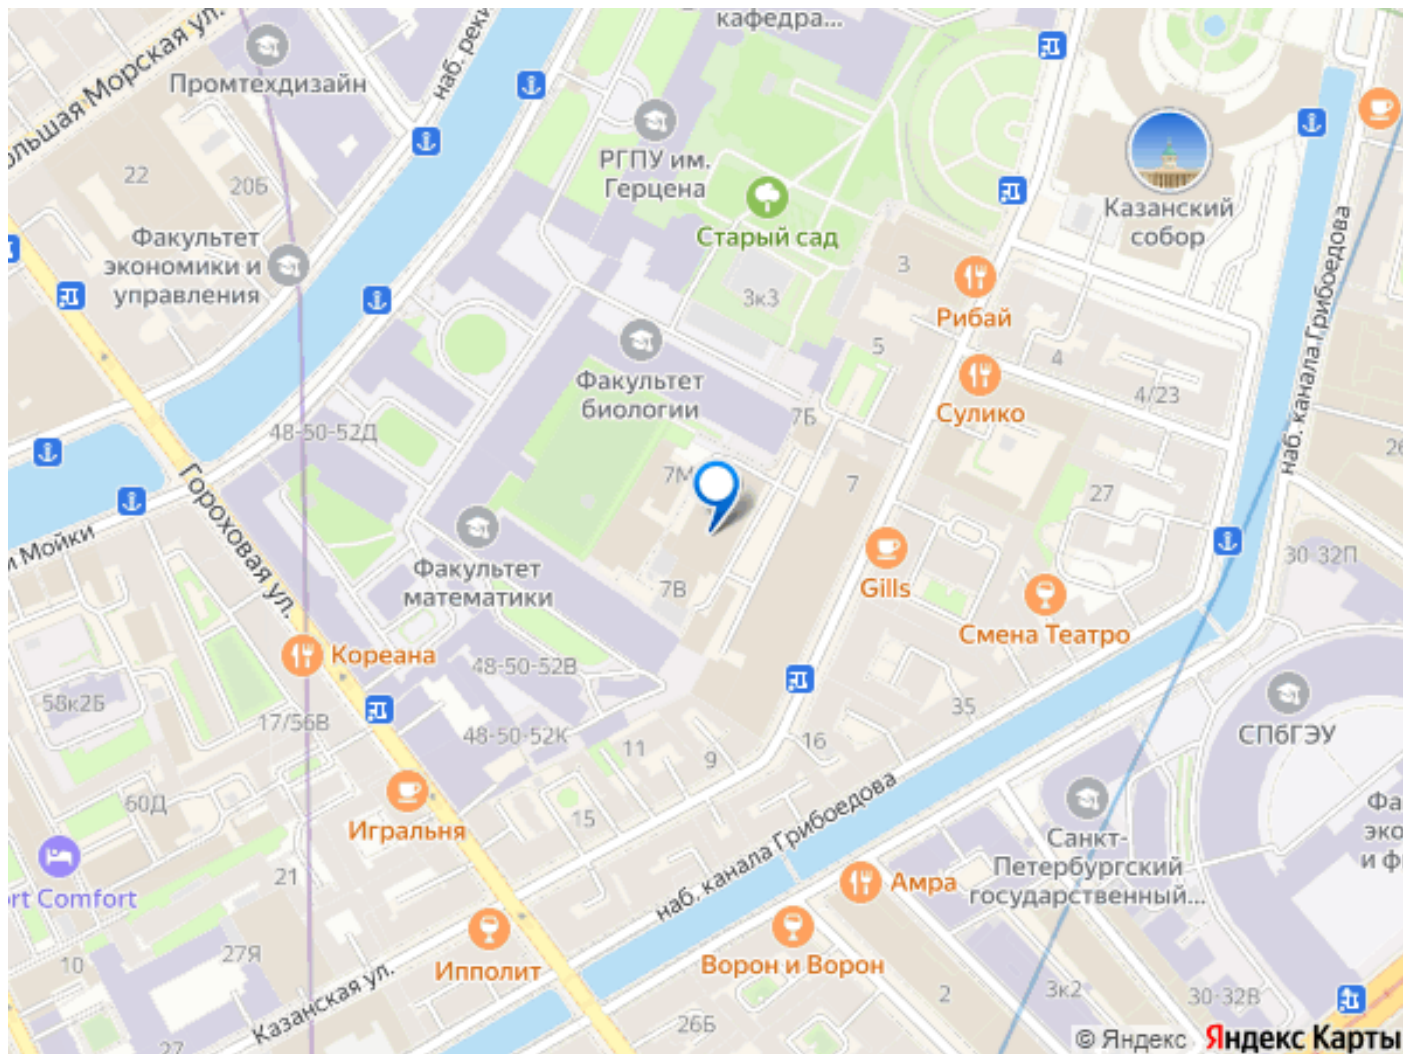 кафедра...
Большая Морская ул.
Промтехдизайн
наб. реки
РГПУ им.
Герцена
22
20Б
Старый сад
Казанский
собор
Факультет
экономики и
управления
3
3к3
Рибай
5
4
4/23
Сулико
Факультет
биологии
7Б
48-50-52Д
наб. канала Грибоедова
7М
7
27
Гороховая ул.
и Мойки
Факультет
математики
7В
Gills
30-32П
Смена Театро
Кореана
48-50-52В
58к2Б
17/56В
48-50-52К
11
9
16
35
СПбГЭУ
60Д
Игральня
15
наб. канала Грибоедова
Санкт-
Петербургский
государственный...
Фа
эко
и ф
21
rt Comfort
Амра
27Я
10
Ипполит
Ворон и Ворон
Казанская ул.
27
26Б
2
3к2
30-32В
© Яндекс Яндекс Карты